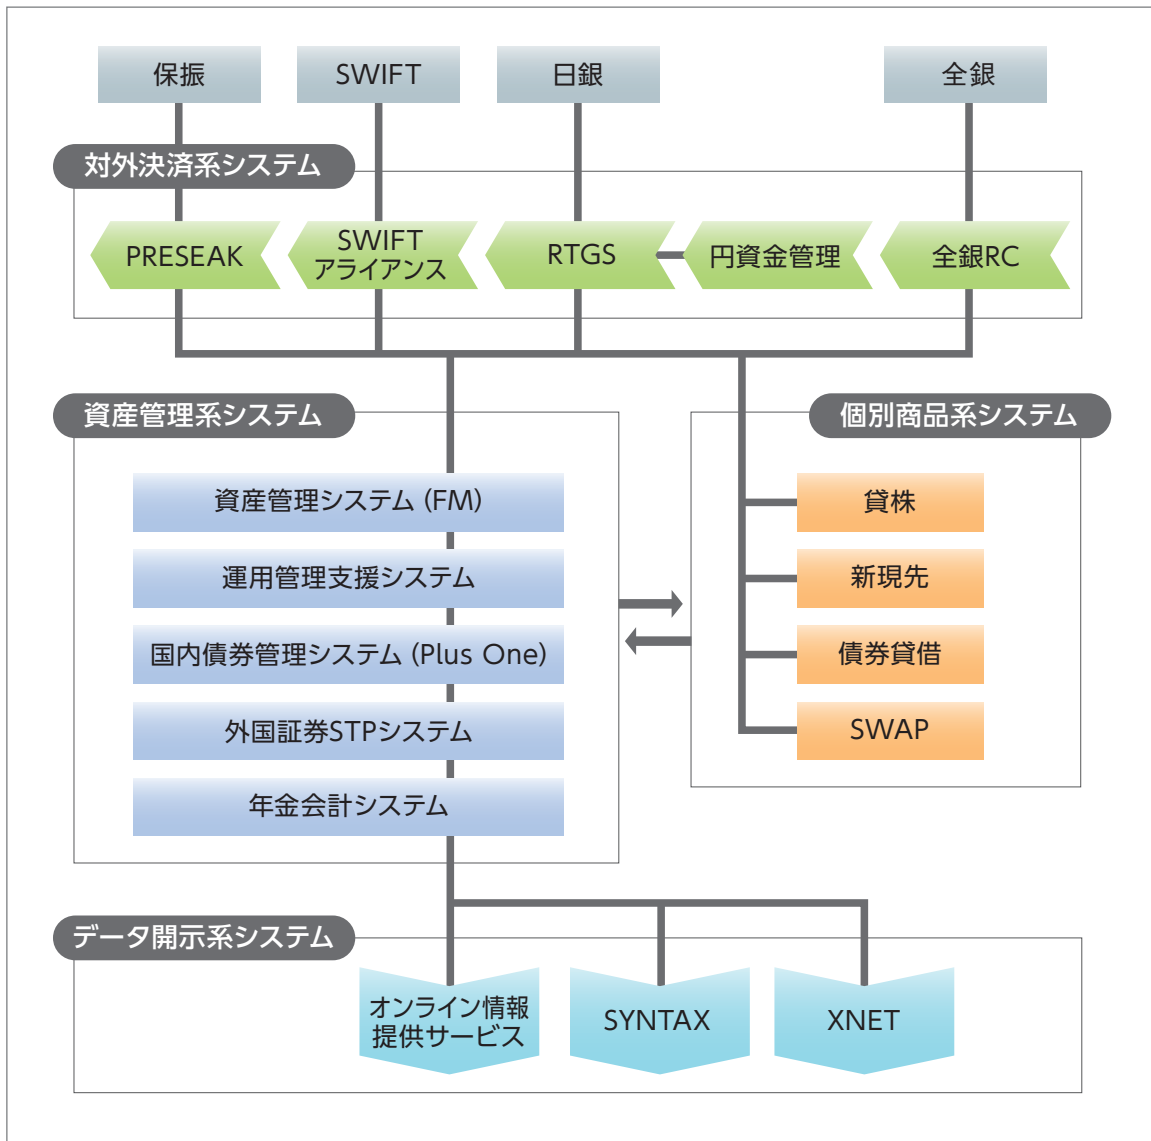 保振
SWIFT
日銀
全銀
対外決済系システム
PRESEAK
SWIFT
アライアンス
RTGS
円資金管理
全銀RC
資産管理系システム
資産管理システム (FM)
運用管理支援システム
国内債券管理システム (Plus One)
外国証券STPシステム
年金会計システム
個別商品系システム
貸株
新現先
債券貸借
SWAP
データ開示系システム
オンライン情報
提供サービス
SYNTAX
XNET